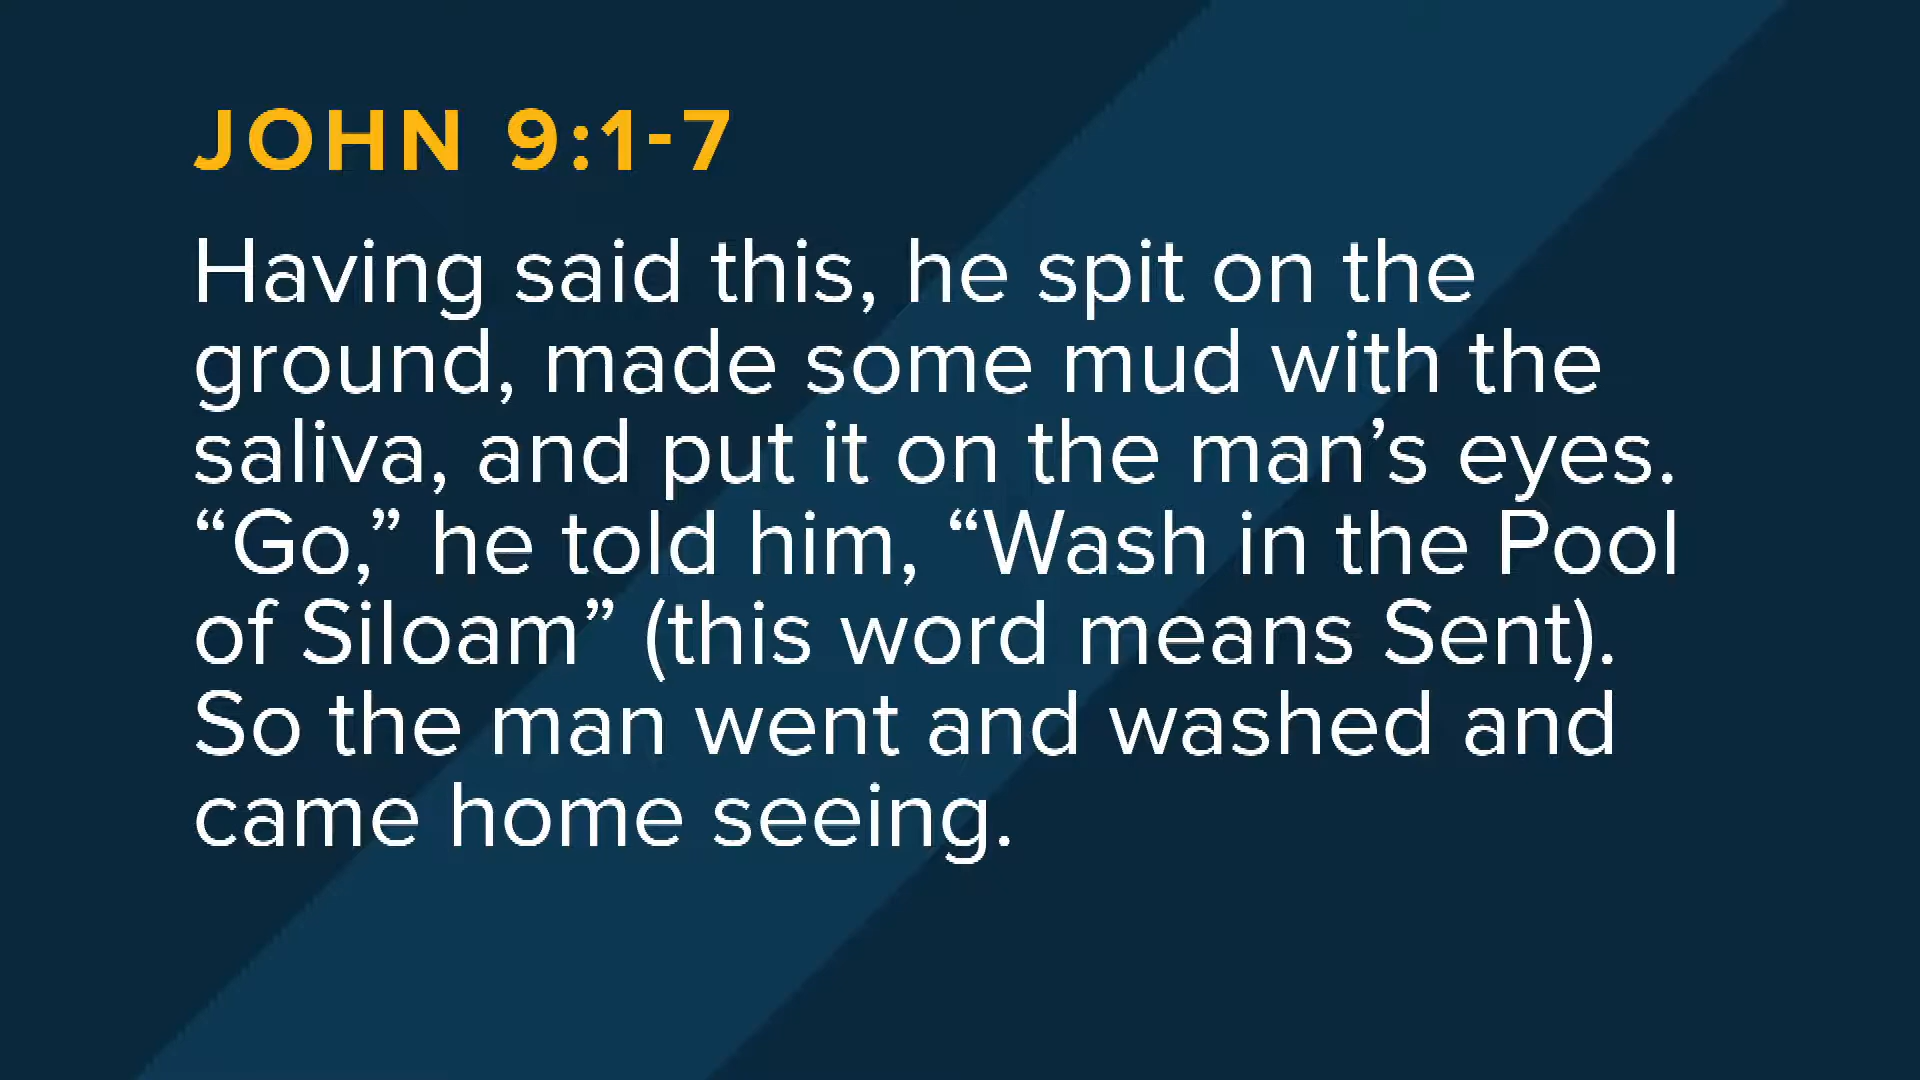 JOHN 9:1-7
Having said this, he spit on the
ground, made some mud with the
saliva, and put it on the man’s eyes.
“Go,” he told him, “Wash in the Pool
of Siloam” (this word means Sent).
So the man went and washed and
came home seeing.